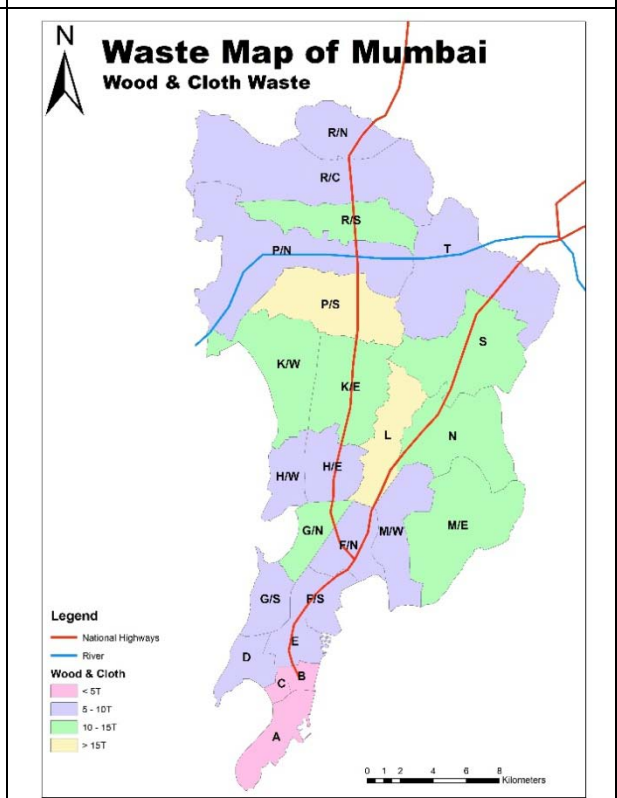 N
Waste Map of Mumbai
Wood & Cloth Waste
R/N
R/C
R/S
T
P/N
P/S
S
K/W
K/E
L
N
H/W
H/E
G/N
F/N
M/W
M/E
G/S
F/S
E
D
B
C
A
Legend
National Highways
River
Wood & Cloth
< 5T
5 - 10T
10 - 15T
> 15T
0 1 2 4 6 8
Kilometers